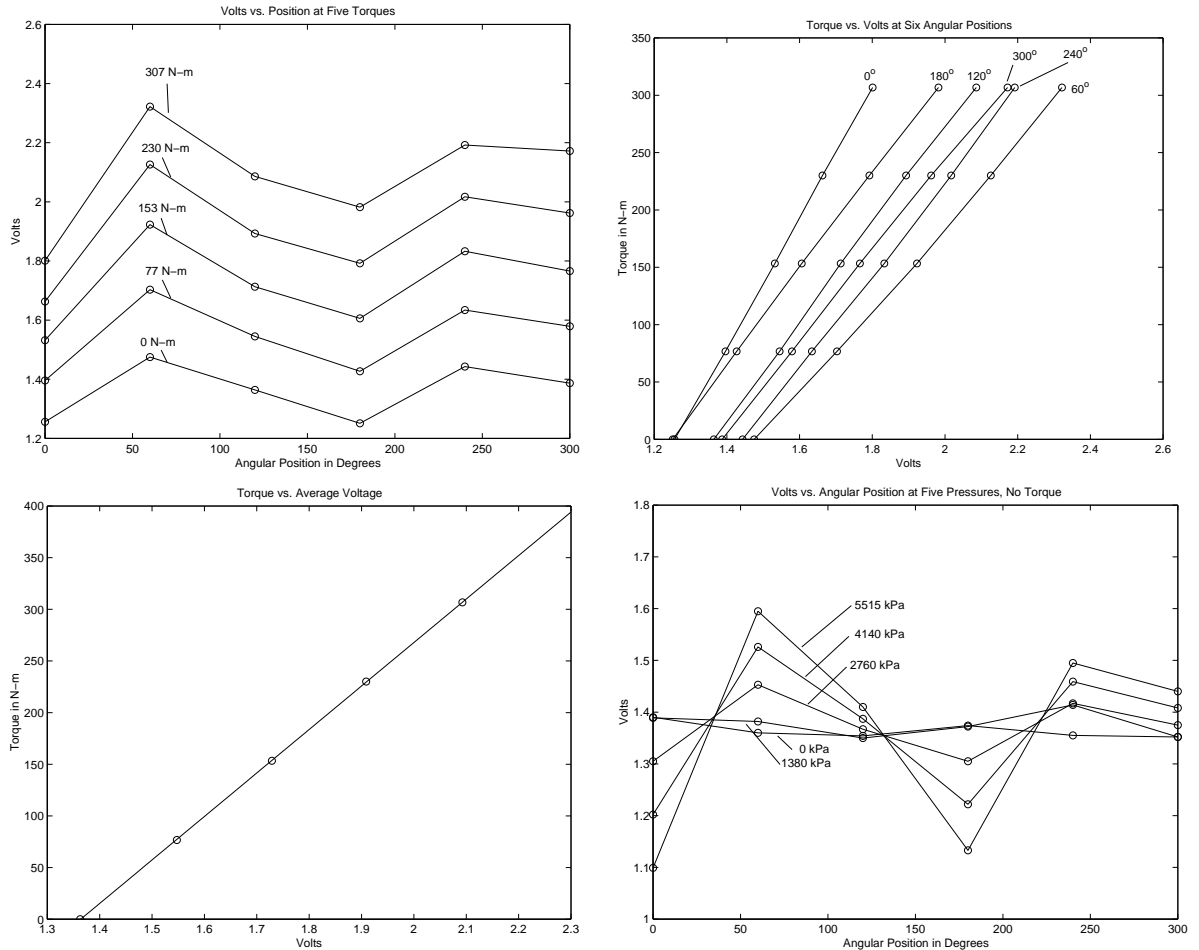 Volts vs. Position at Five Torques
2.6
2.4
2.2
2
1.8
1.6
1.4
1.2
Volts
307 N−m
230 N−m
153 N−m
77 N−m
0 N−m
0 50 100 150 200 250 300
Angular Position in Degrees
Torque vs. Volts at Six Angular Positions
350
300
250
200
150
100
50
0
Torque in N−m
0o 180o 120o 300o 240o 60o
1.2 1.4 1.6 1.8 2 2.2 2.4 2.6
Volts
Torque vs. Average Voltage
400
350
300
250
200
150
100
50
0
Torque in N−m
1.3 1.4 1.5 1.6 1.7 1.8 1.9 2 2.1 2.2 2.3
Volts
Volts vs. Angular Position at Five Pressures, No Torque
1.8
1.7
1.6
1.5
1.4
1.3
1.2
1.1
1
Volts
5515 kPa
4140 kPa
2760 kPa
0 kPa
1380 kPa
0 50 100 150 200 250 300
Angular Position in Degrees